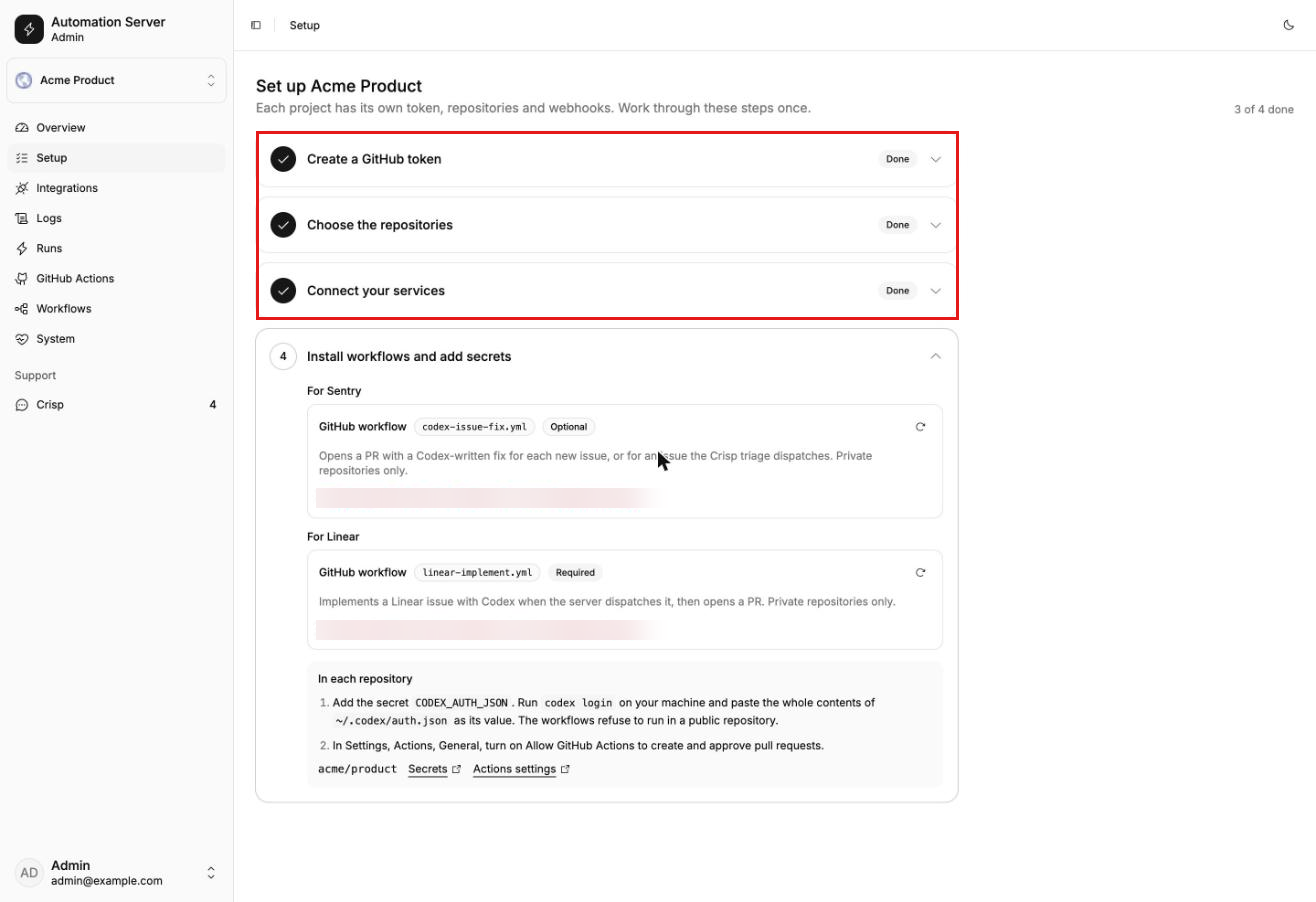 Automation Server
Admin
Acme Product
Overview
Setup
Integrations
Logs
Runs
GitHub Actions
Workflows
System
Support
Crisp 4
AD
Admin
admin@example.com
Setup
Set up Acme Product
Each project has its own token, repositories and webhooks. Work through these steps once.
3 of 4 done
Create a GitHub token Done
Choose the repositories Done
Connect your services Done
4 Install workflows and add secrets
For Sentry
GitHub workflow codex-issue-fix.yml Optional
Opens a PR with a Codex-written fix for each new issue, or for an issue the Crisp triage dispatches. Private
repositories only.
For Linear
GitHub workflow linear-implement.yml Required
Implements a Linear issue with Codex when the server dispatches it, then opens a PR. Private repositories only.
In each repository
1. Add the secret CODEX_AUTH_JSON . Run codex login on your machine and paste the whole contents of
~/.codex/auth.json as its value. The workflows refuse to run in a public repository.
2. In Settings, Actions, General, turn on Allow GitHub Actions to create and approve pull requests.
acme/product Secrets Actions settings